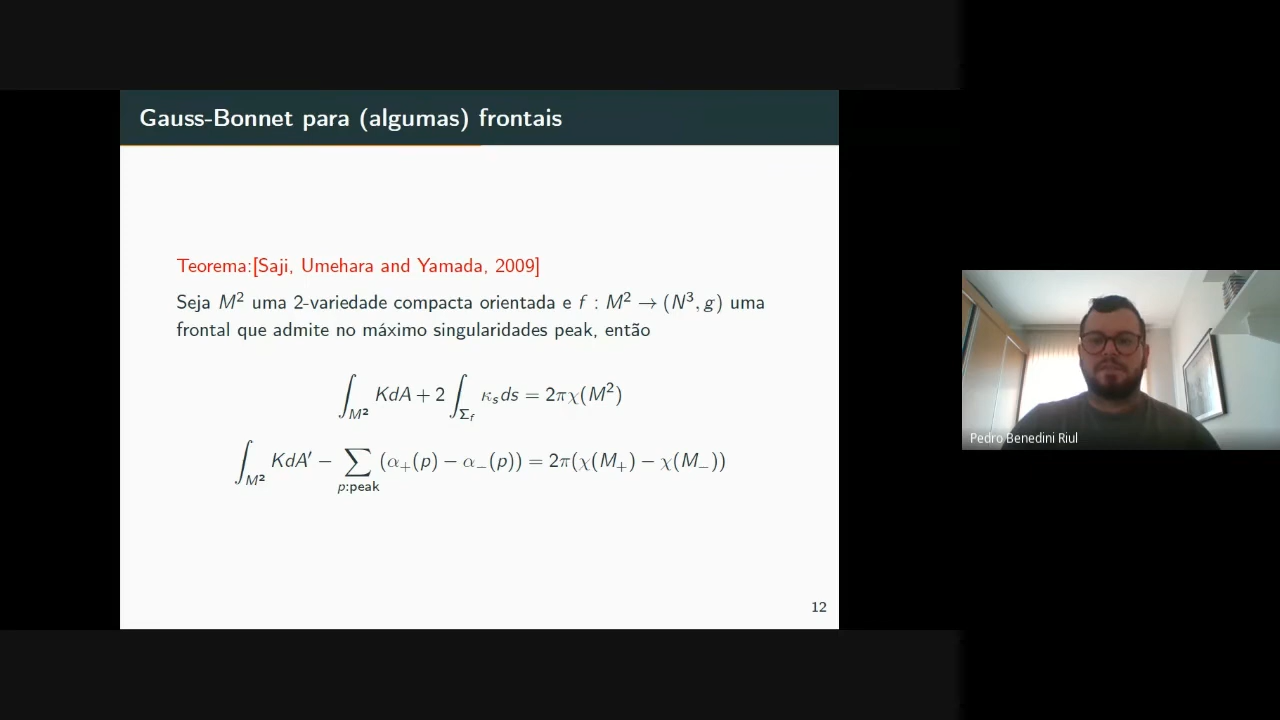 Gauss-Bonnet para (algumas) frontais
Teorema:[Saji, Umehara and Yamada, 2009]
Seja M² uma 2-variedade compacta orientada e f : M² → (N³, g) uma
frontal que admite no máximo singularidades peak, então
∫_{M²} KdA + 2 ∫_{Σ_f} κ_s ds = 2πχ(M²)
∫_{M²} KdA′ − ∑_{p:peak} (α₊(p) − α₋(p)) = 2π(χ(M₊) − χ(M₋))
12
Pedro Benedini Riul